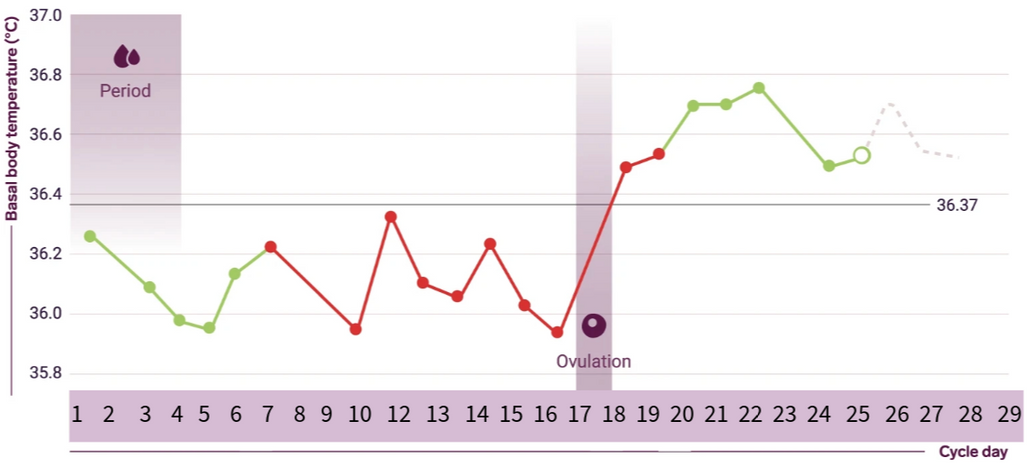 Basal body temperature (°C)
37.0
36.8
36.6
36.4
36.2
36.0
35.8
Period
36.37
Ovulation
1 2 3 4 5 6 7 8 9 10 12 13 14 15 16 17 18 19 20 21 22 23 24 25 26 27 28 29
Cycle day